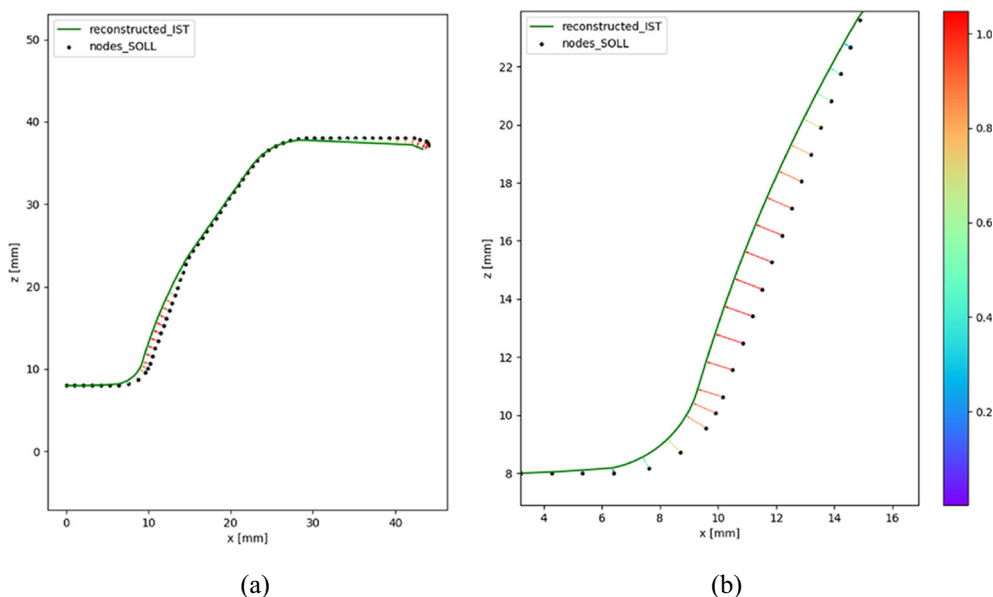 reconstructed_IST
nodes_SOLL
50
40
30
20
10
0
z [mm]
0 10 20 30 40
x [mm]
(a)
reconstructed_IST
nodes_SOLL
22
20
18
16
14
12
10
8
z [mm]
4 6 8 10 12 14 16
x [mm]
1.0
0.8
0.6
0.4
0.2
(b)